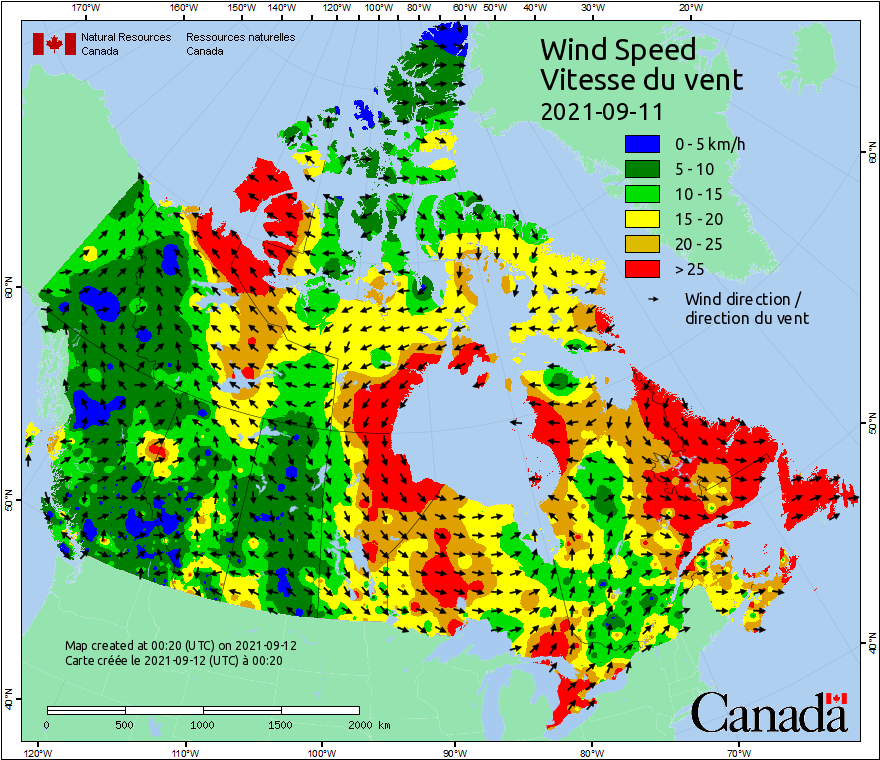 170°W 160°W 150°W 140°W 120°W 100°W 80°W 60°W 50°W 40°W 30°W 20°W
Natural Resources Ressources naturelles
Canada Canada
Wind Speed
Vitesse du vent
2021-09-11
0 - 5 km/h
5 - 10
10 - 15
15 - 20
20 - 25
> 25
Wind direction /
direction du vent
60°N
60°N
50°N
50°N
40°N
40°N
Map created at 00:20 (UTC) on 2021-09-12
Carte créée le 2021-09-12 (UTC) à 00:20
0 500 1000 1500 2000 km
Canada
120°W 110°W 100°W 90°W 80°W 70°W